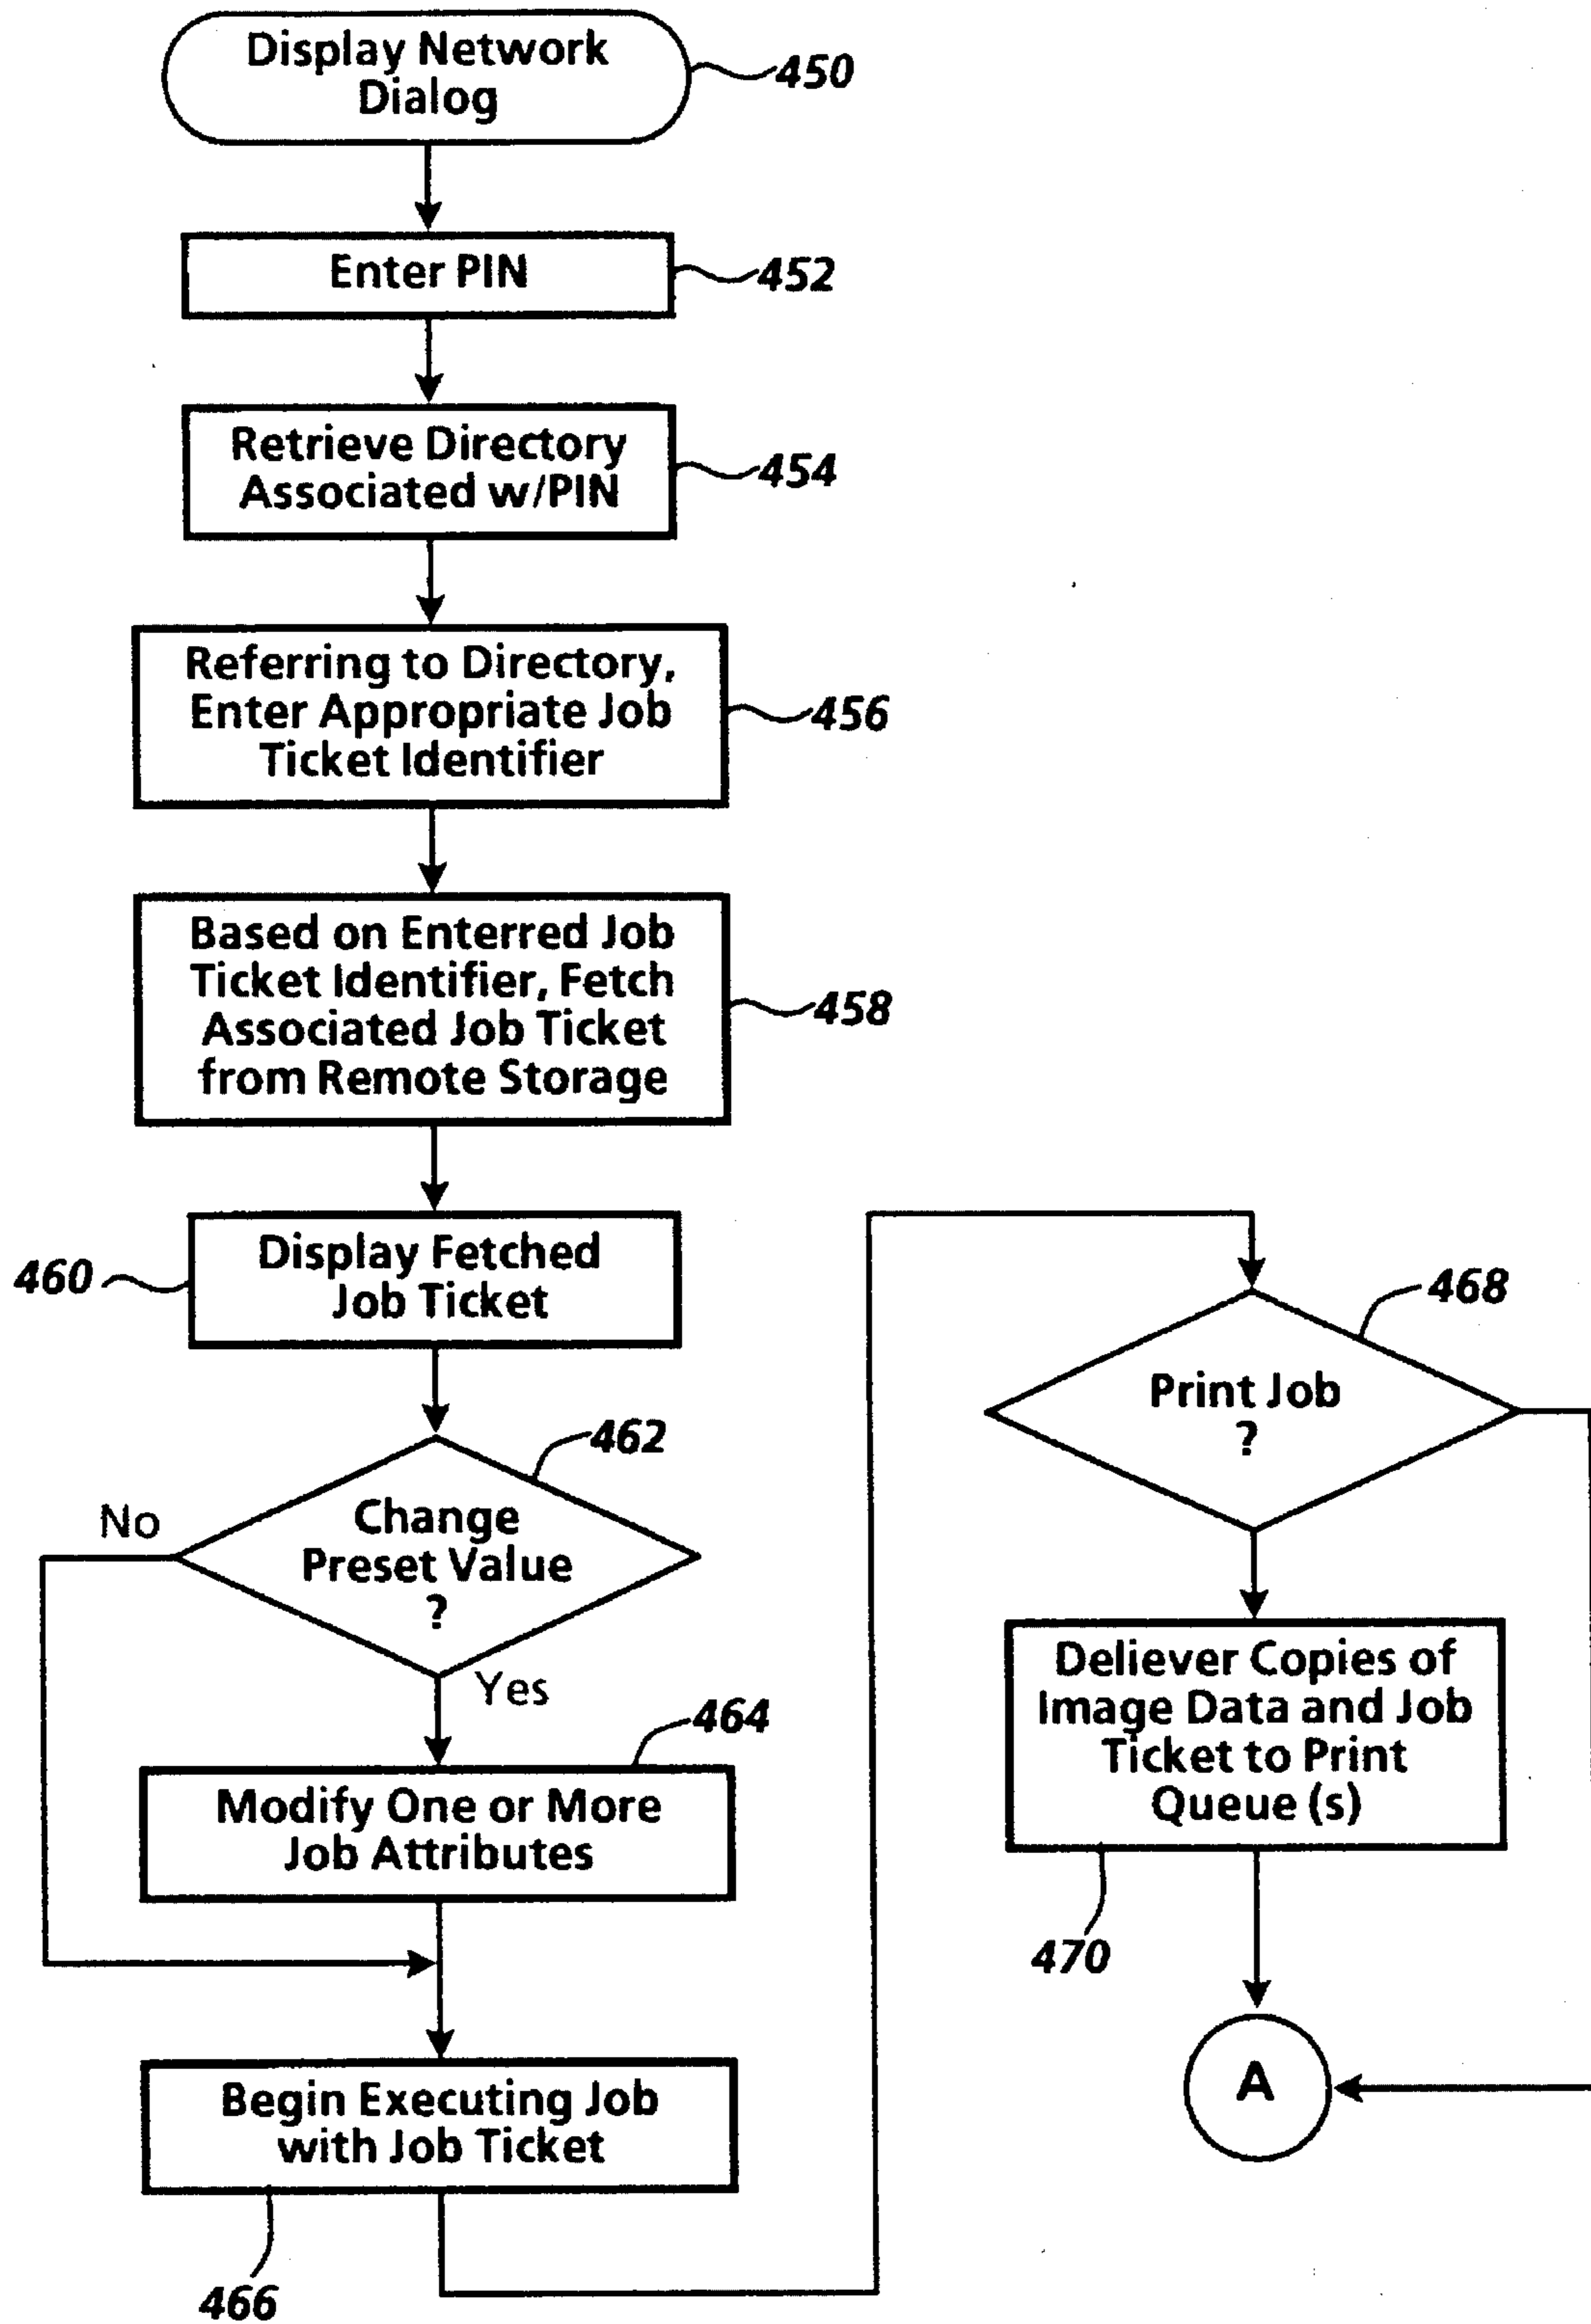 Display Network
Dialog
450
Enter PIN
452
Retrieve Directory
Associated w/PIN
454
Referring to Directory,
Enter Appropriate Job
Ticket Identifier
456
Based on Enterred Job
Ticket Identifier, Fetch
Associated Job Ticket
from Remote Storage
458
Display Fetched
Job Ticket
460
Change
Preset Value
?
462
No
Yes
Modify One or More
Job Attributes
464
Begin Executing Job
with Job Ticket
466
Print Job
?
468
Deliever Copies of
Image Data and Job
Ticket to Print
Queue (s)
470
A